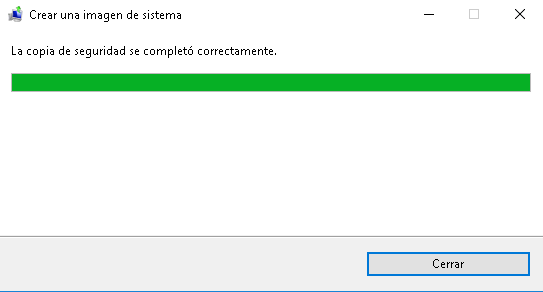 Crear una imagen de sistema
La copia de seguridad se completó correctamente.
Cerrar